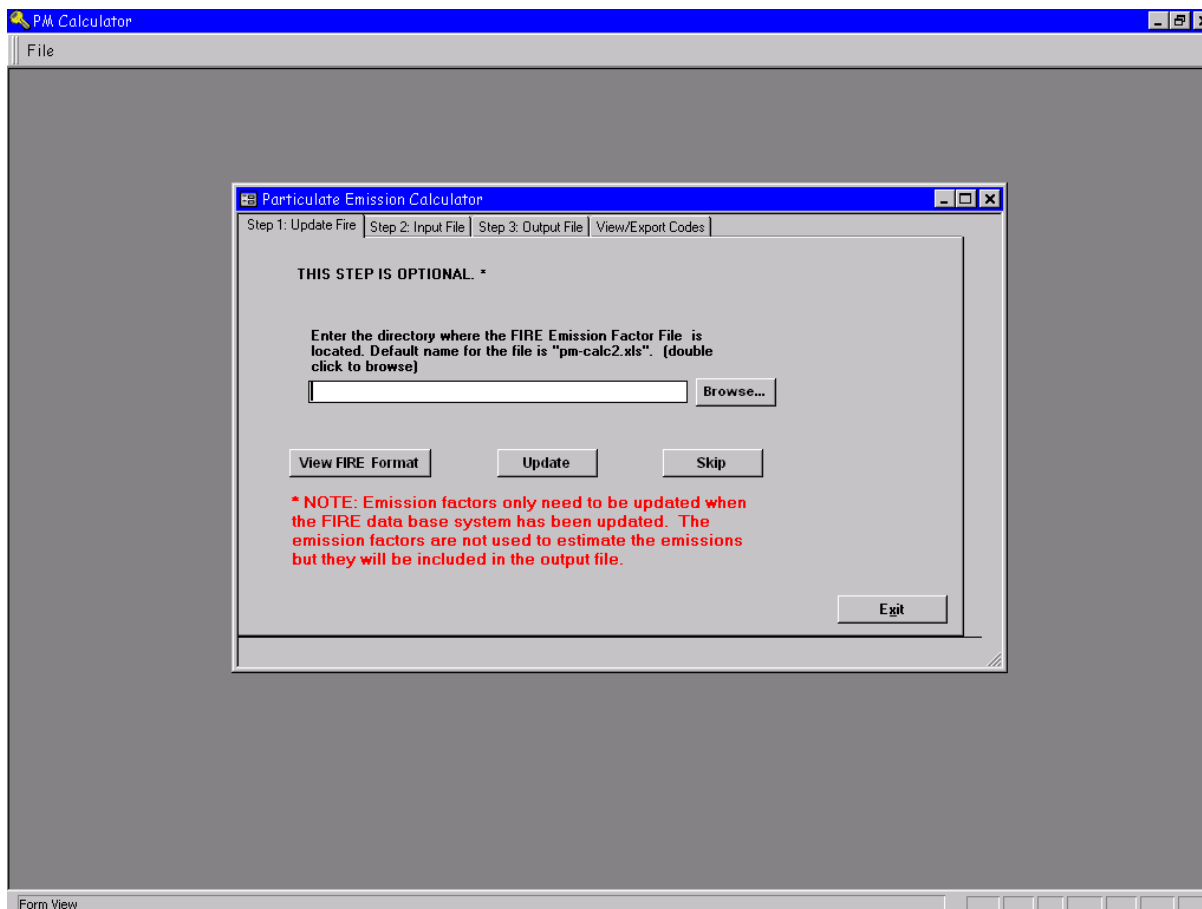 PM Calculator
File
Particulate Emission Calculator
Step 1: Update Fire Step 2: Input File Step 3: Output File View/Export Codes
THIS STEP IS OPTIONAL. *
Enter the directory where the FIRE Emission Factor File is
located. Default name for the file is "pm-calc2.xls". (double
click to browse)
Browse...
View FIRE Format Update Skip
* NOTE: Emission factors only need to be updated when
the FIRE data base system has been updated. The
emission factors are not used to estimate the emissions
but they will be included in the output file.
Exit
Form View